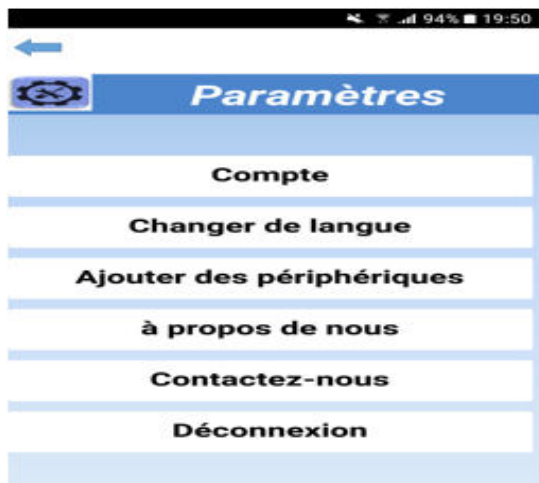 94% 19:50
Paramètres
Compte
Changer de langue
Ajouter des périphériques
à propos de nous
Contactez-nous
Déconnexion